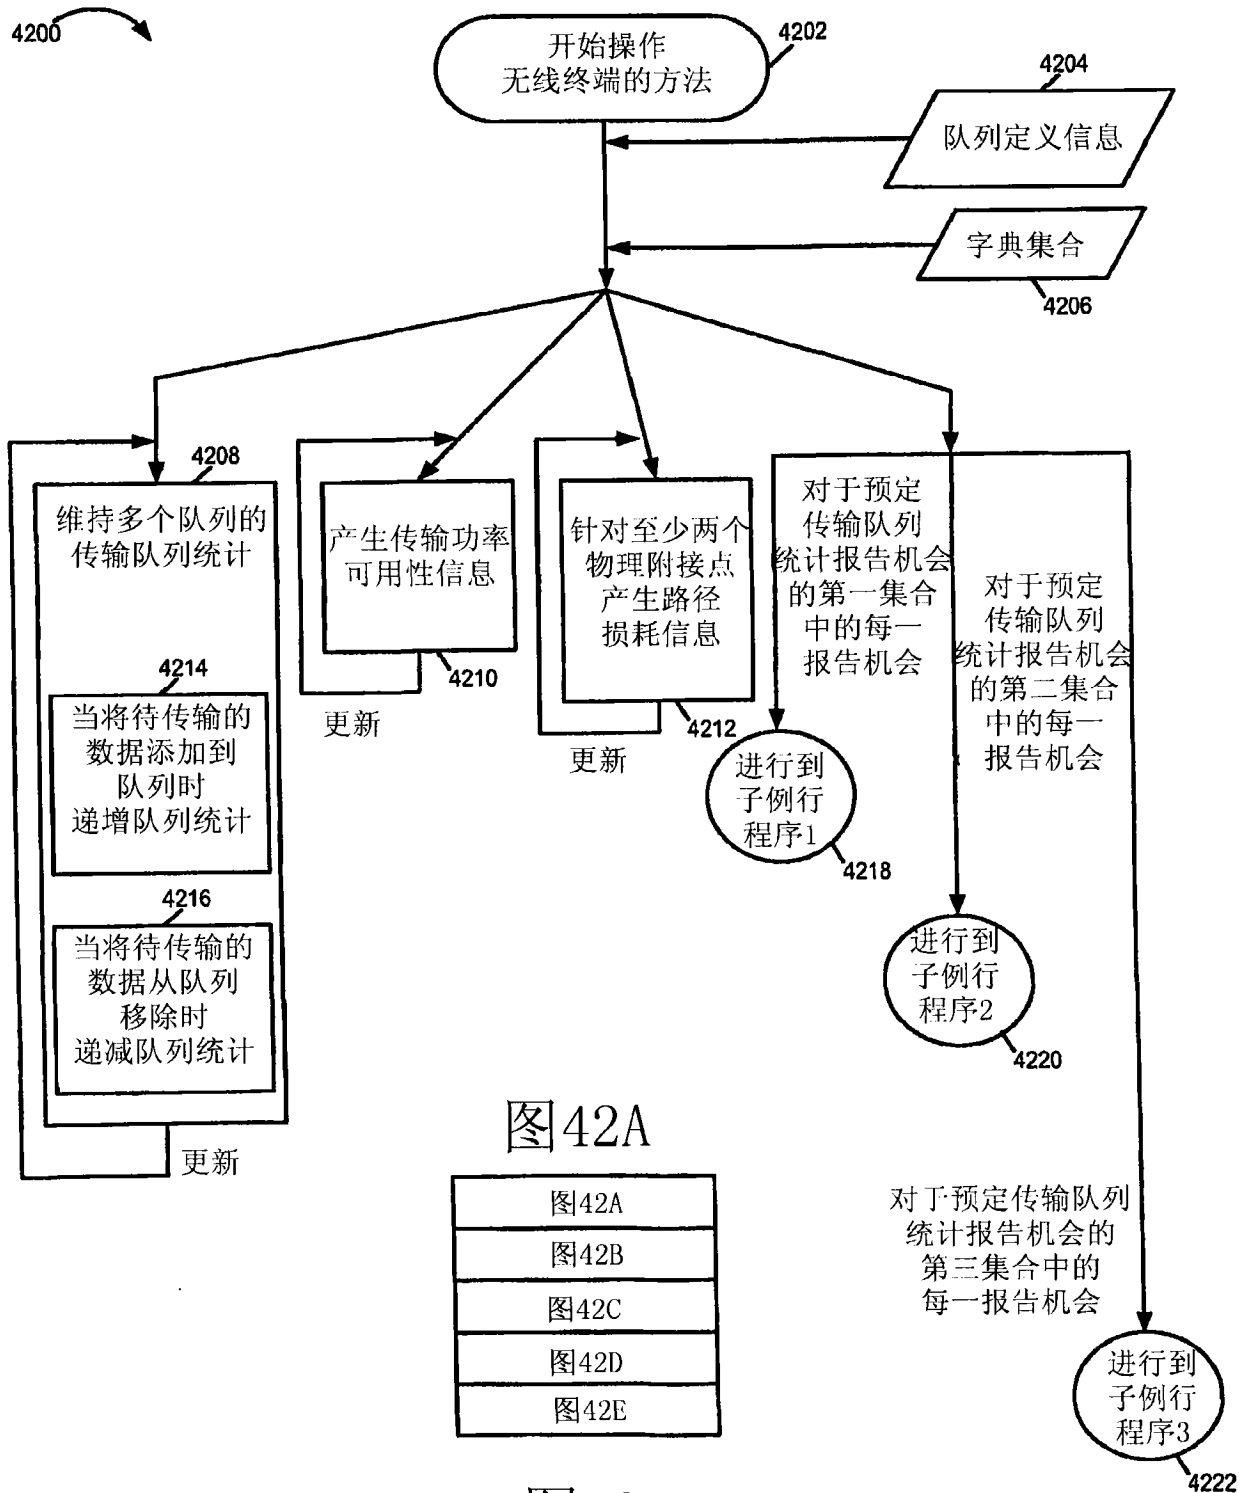 4200
开始操作
无线终端的方法
4202
4204
队列定义信息
字典集合
4206
4208
维持多个队列的
传输队列统计
4214
当将待传输的
数据添加到
队列时
递增队列统计
4216
当将待传输的
数据从队列
移除时
递减队列统计
更新
产生传输功率
可用性信息
4210
更新
针对至少两个
物理附接点
产生路径
损耗信息
4212
更新
对于预定
传输队列
统计报告机会
的第一集合
中的每一
报告机会
进行到
子例行
程序1
4218
对于预定
传输队列
统计报告机会
的第二集合
中的每一
报告机会
进行到
子例行
程序2
4220
对于预定传输队列
统计报告机会的
第三集合中的
每一报告机会
进行到
子例行
程序3
4222
图42A
图42A
图42B
图42C
图42D
图42E